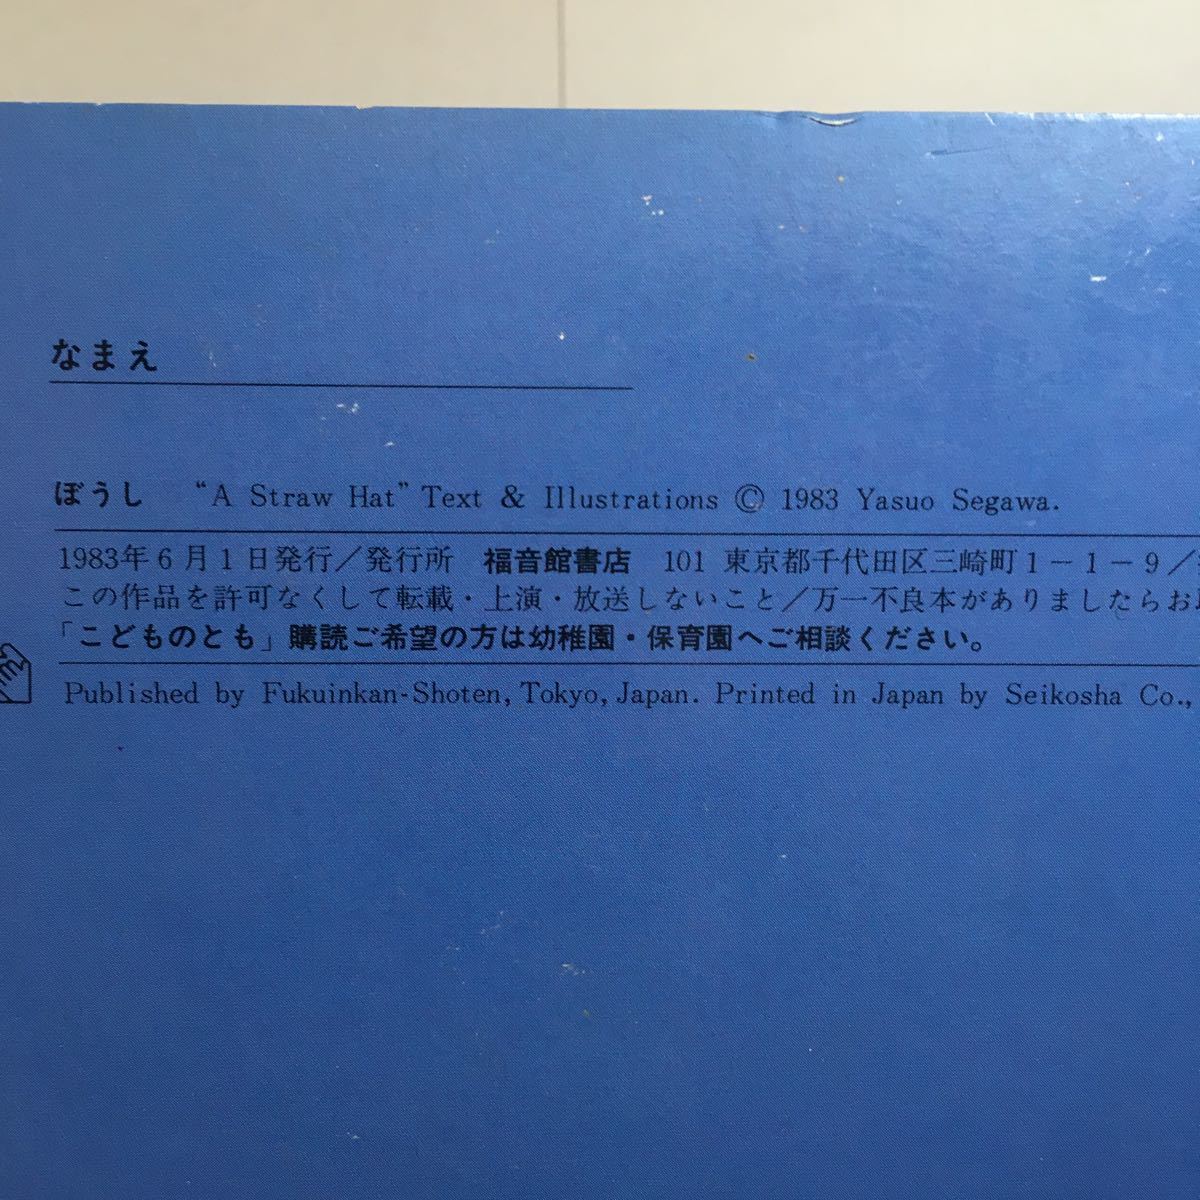 なまえ
ぼうし “A Straw Hat” Text & Illustrations © 1983 Yasuo Segawa.
1983年6月1日発行／発行所 福音館書店 101 東京都千代田区三崎町1－1－9／
この作品を許可なくして転載・上演・放送しないこと／万一不良本がありましたらお
「こどものとも」購読ご希望の方は幼稚園・保育園へご相談ください。
Published by Fukuinkan-Shoten, Tokyo, Japan. Printed in Japan by Seikosha Co.,